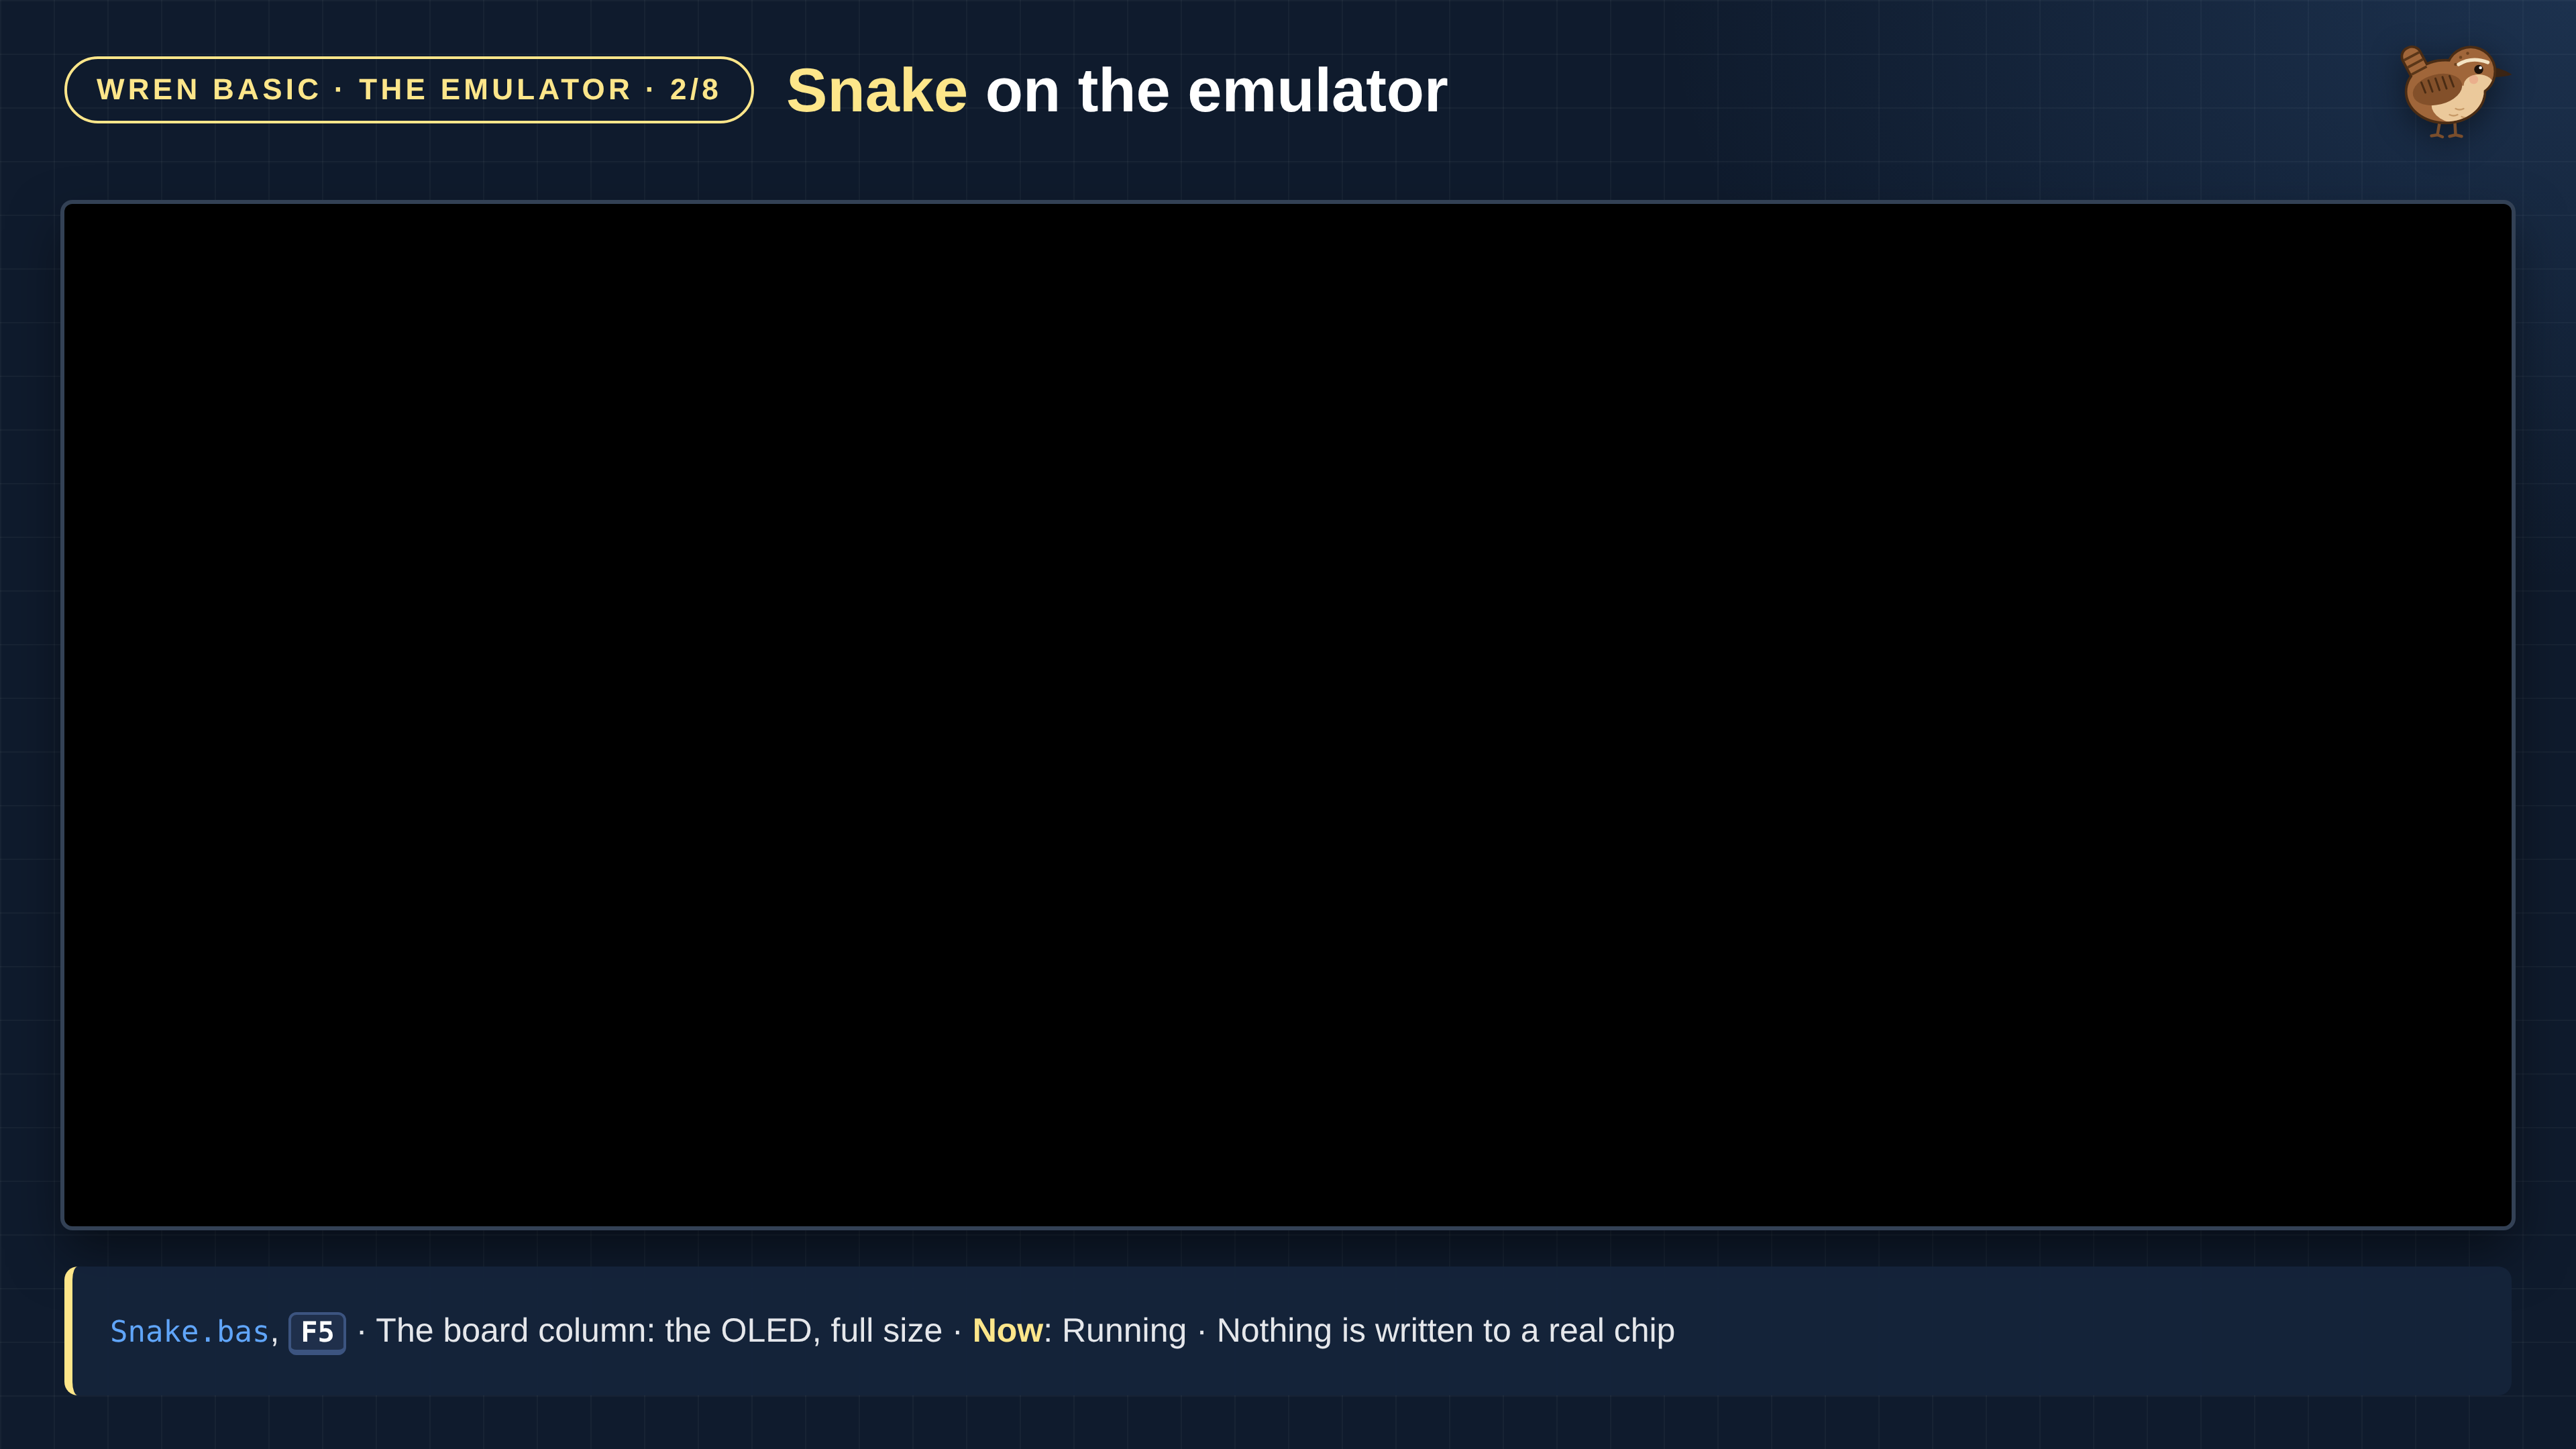 WREN BASIC · THE EMULATOR · 2/8
Snake on the emulator
Snake.bas, F5 · The board column: the OLED, full size · Now: Running · Nothing is written to a real chip